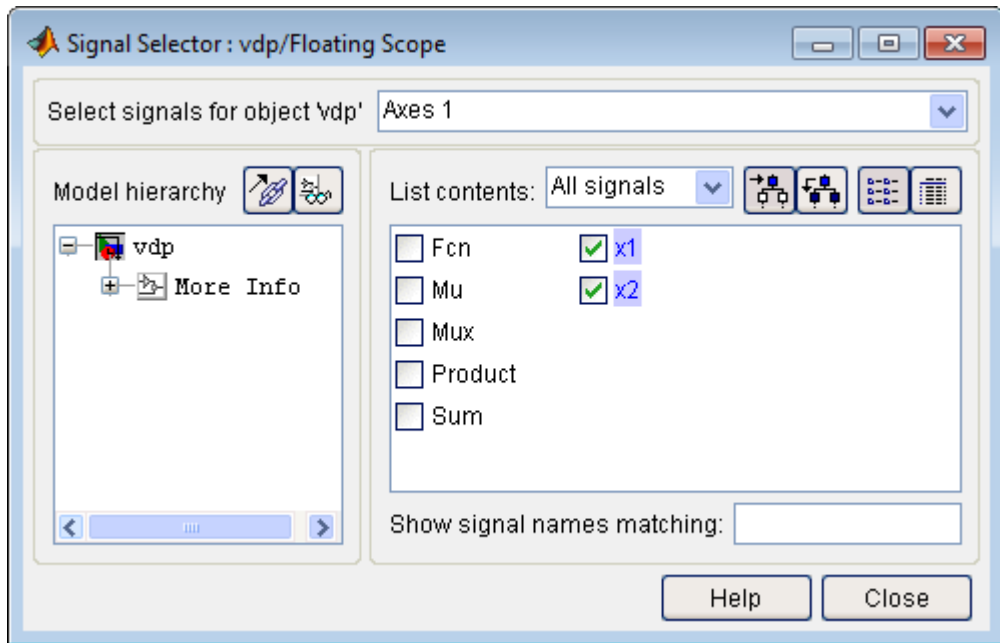 Signal Selector : vdp/Floating Scope
Select signals for object 'vdp' Axes 1
Model hierarchy
vdp
More Info
List contents: All signals
Fcn x1
Mu x2
Mux
Product
Sum
Show signal names matching:
Help Close